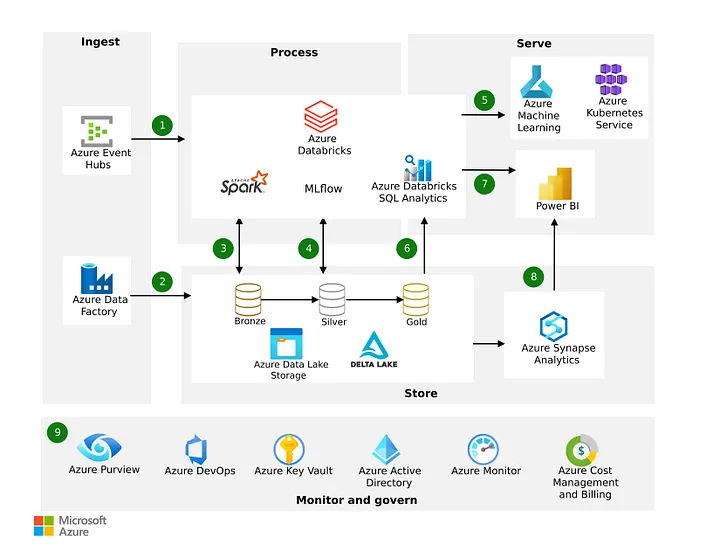 Ingest
Process
Serve
Azure Event
Hubs
1
Azure
Databricks
APACHE
Spark
MLflow
Azure Databricks
SQL Analytics
5
Azure
Machine
Learning
Azure
Kubernetes
Service
7
Power BI
3
4
6
8
Azure Data
Factory
2
Bronze
Silver
Gold
Azure Data Lake
Storage
DELTA LAKE
Azure Synapse
Analytics
Store
9
Azure Purview
Azure DevOps
Azure Key Vault
Azure Active
Directory
Azure Monitor
$
Azure Cost
Management
and Billing
Monitor and govern
Microsoft
Azure